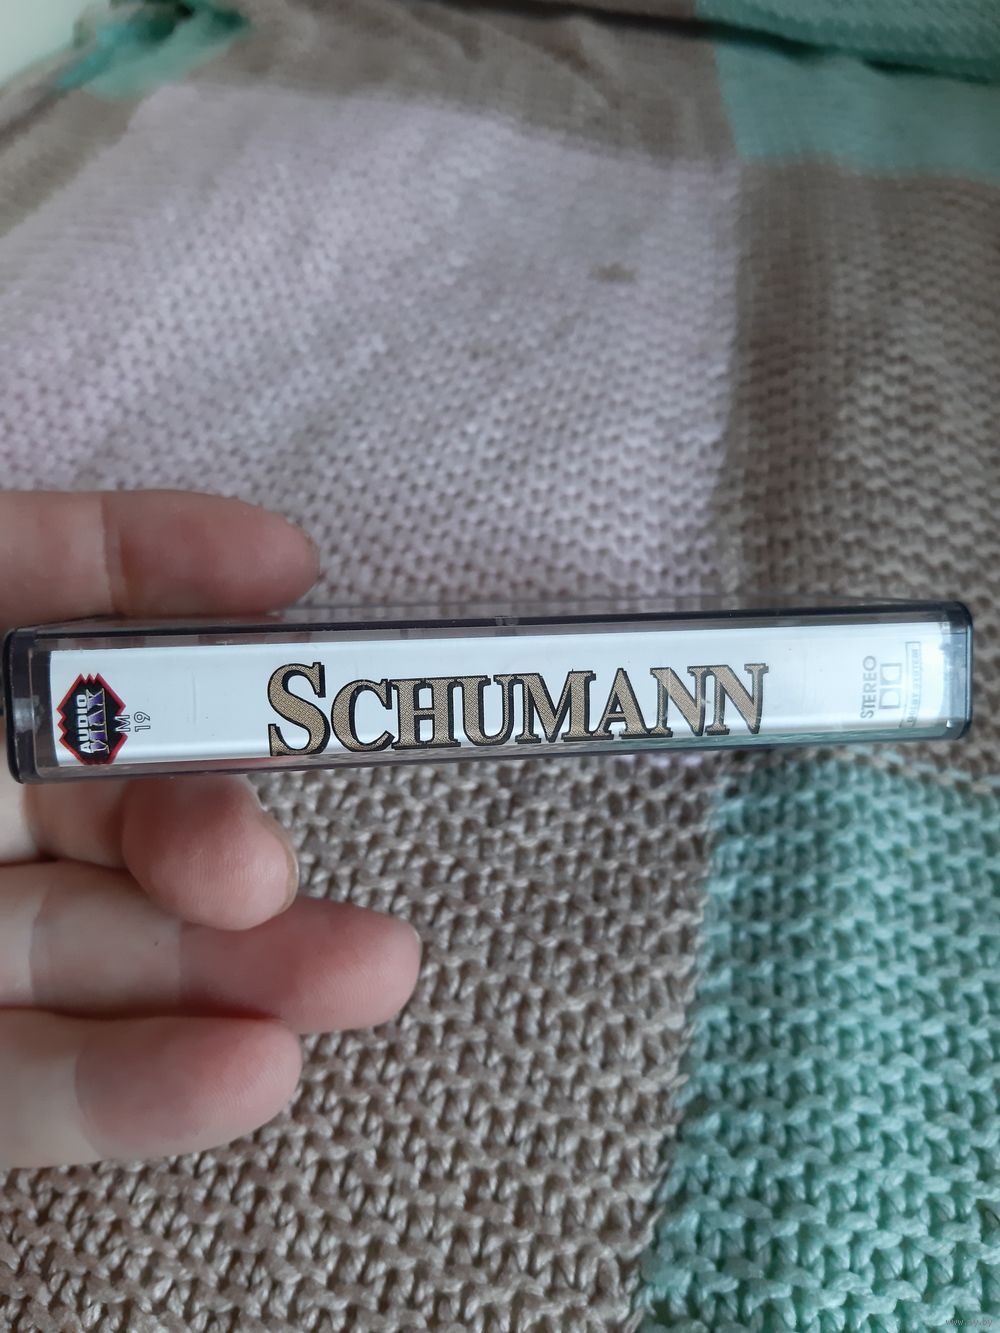 AUDIO
MAX
M
19
SCHUMANN
STEREO